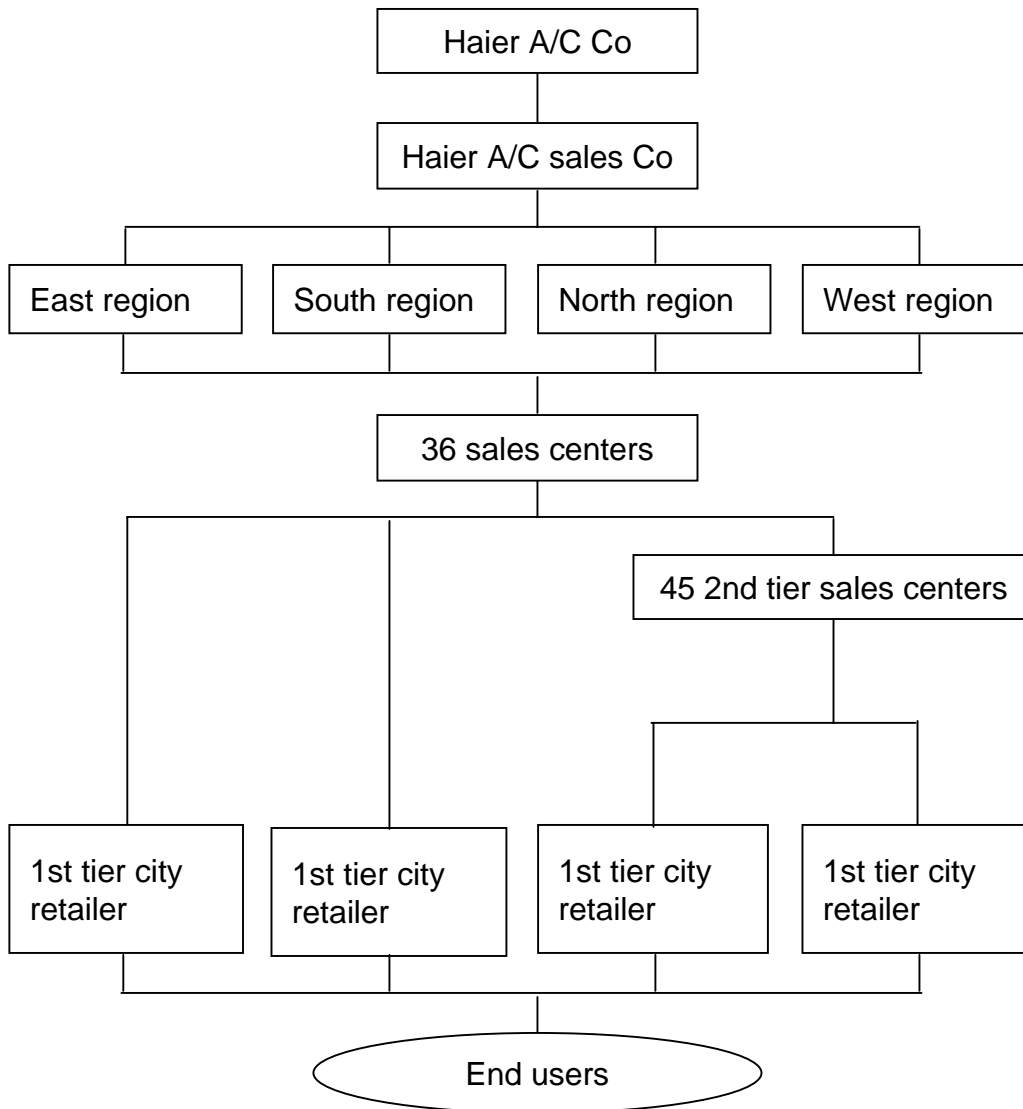 Haier A/C Co
Haier A/C sales Co
East region
South region
North region
West region
36 sales centers
45 2nd tier sales centers
1st tier city
retailer
1st tier city
retailer
1st tier city
retailer
1st tier city
retailer
End users